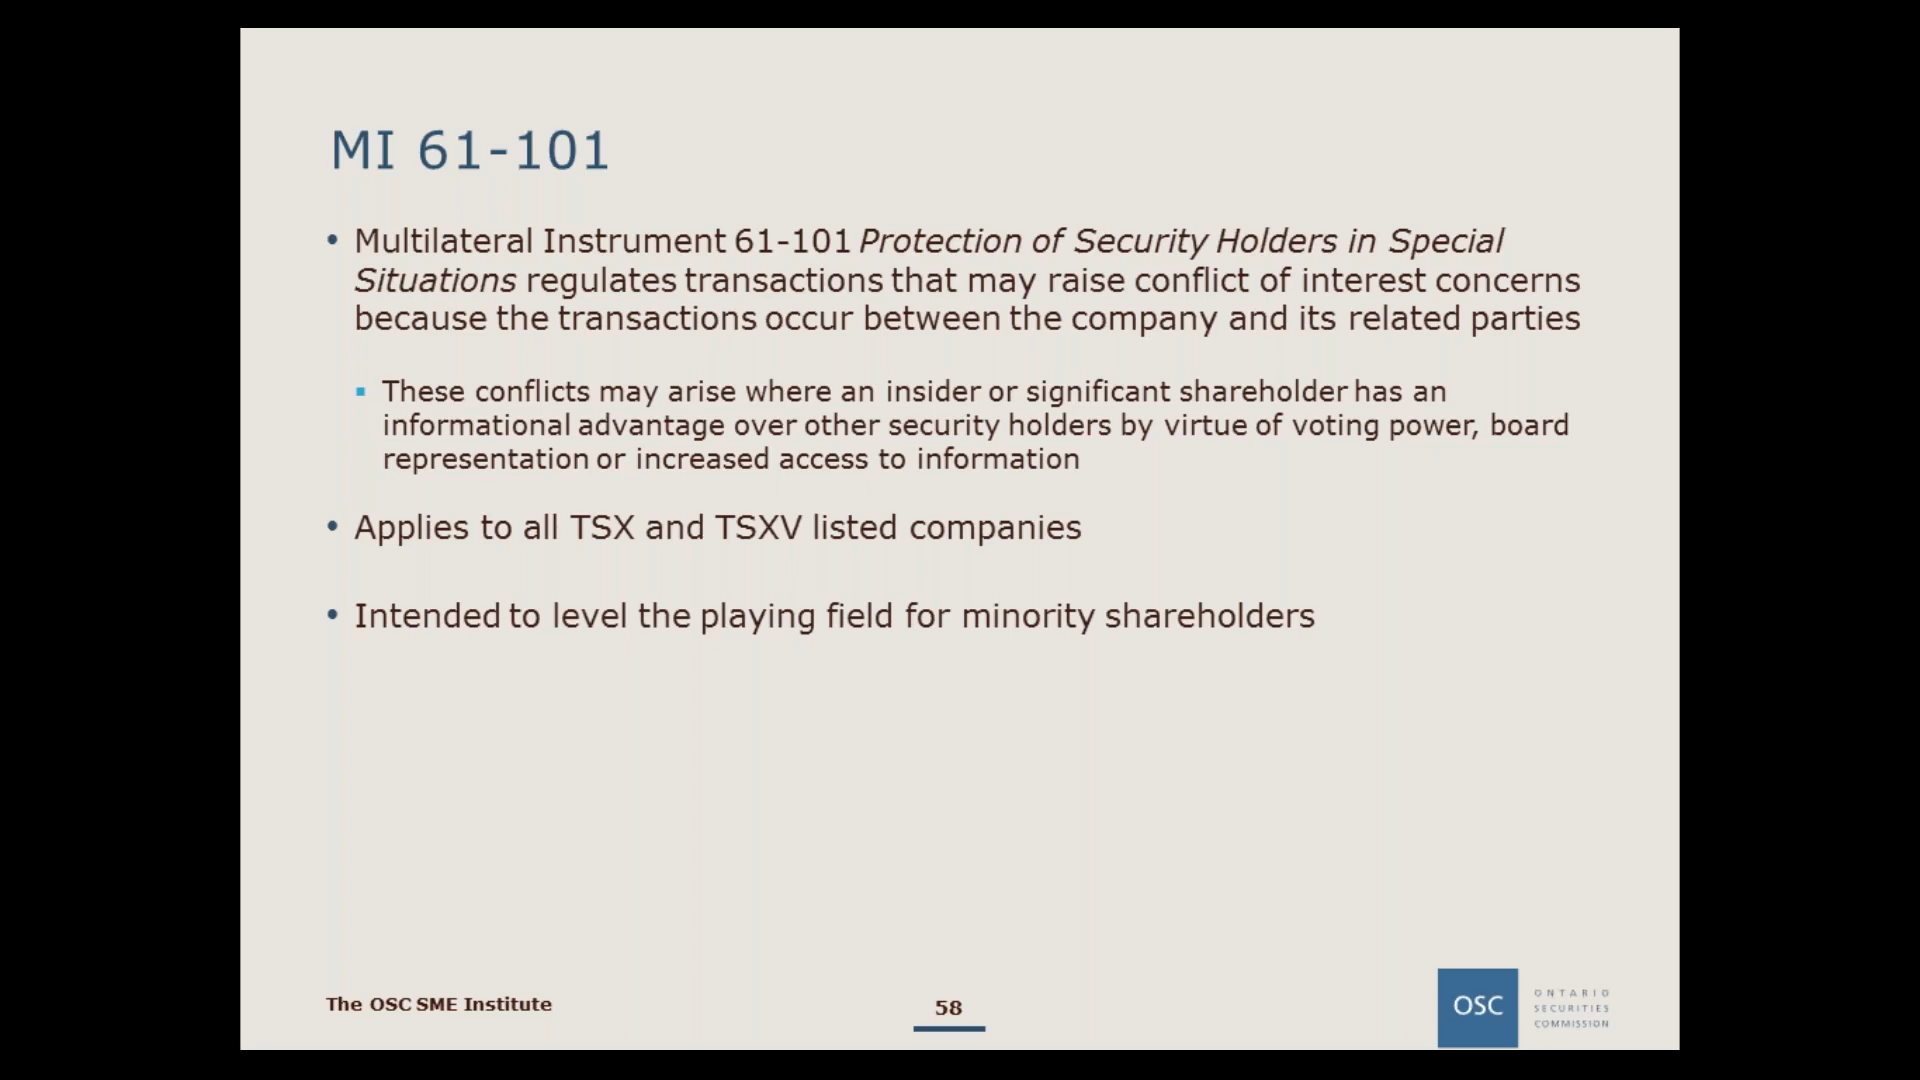 MI 61-101
• Multilateral Instrument 61-101 Protection of Security Holders in Special
Situations regulates transactions that may raise conflict of interest concerns
because the transactions occur between the company and its related parties
▪ These conflicts may arise where an insider or significant shareholder has an
informational advantage over other security holders by virtue of voting power, board
representation or increased access to information
• Applies to all TSX and TSXV listed companies
• Intended to level the playing field for minority shareholders
The OSC SME Institute
58
OSC
ONTARIO
SECURITIES
COMMISSION